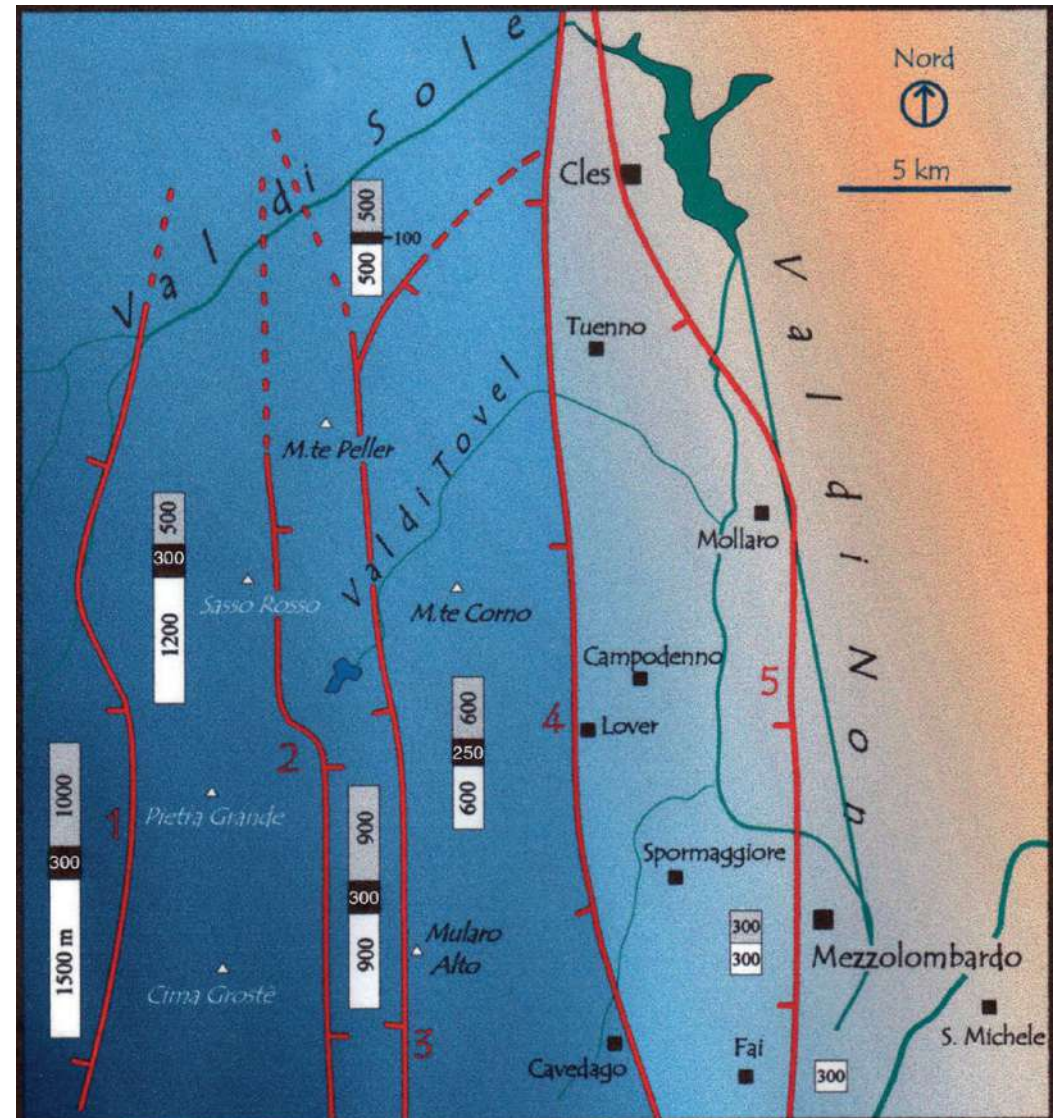 Nord
5 km
Val di Sole
Cles
500
100
500
Tuenno
Val di Non
M.te Peller
Val di Tovel
500
300
1200
Mollaro
Sasso Rosso
M.te Corno
Campodenno
5
600
250
600
4
Lover
2
1000
300
1500 m
1
Pietra Grande
900
300
900
Spormaggiore
300
300
Mularo
Alto
Mezzolombardo
Cima Grostè
3
S. Michele
Cavedago
Fai
300